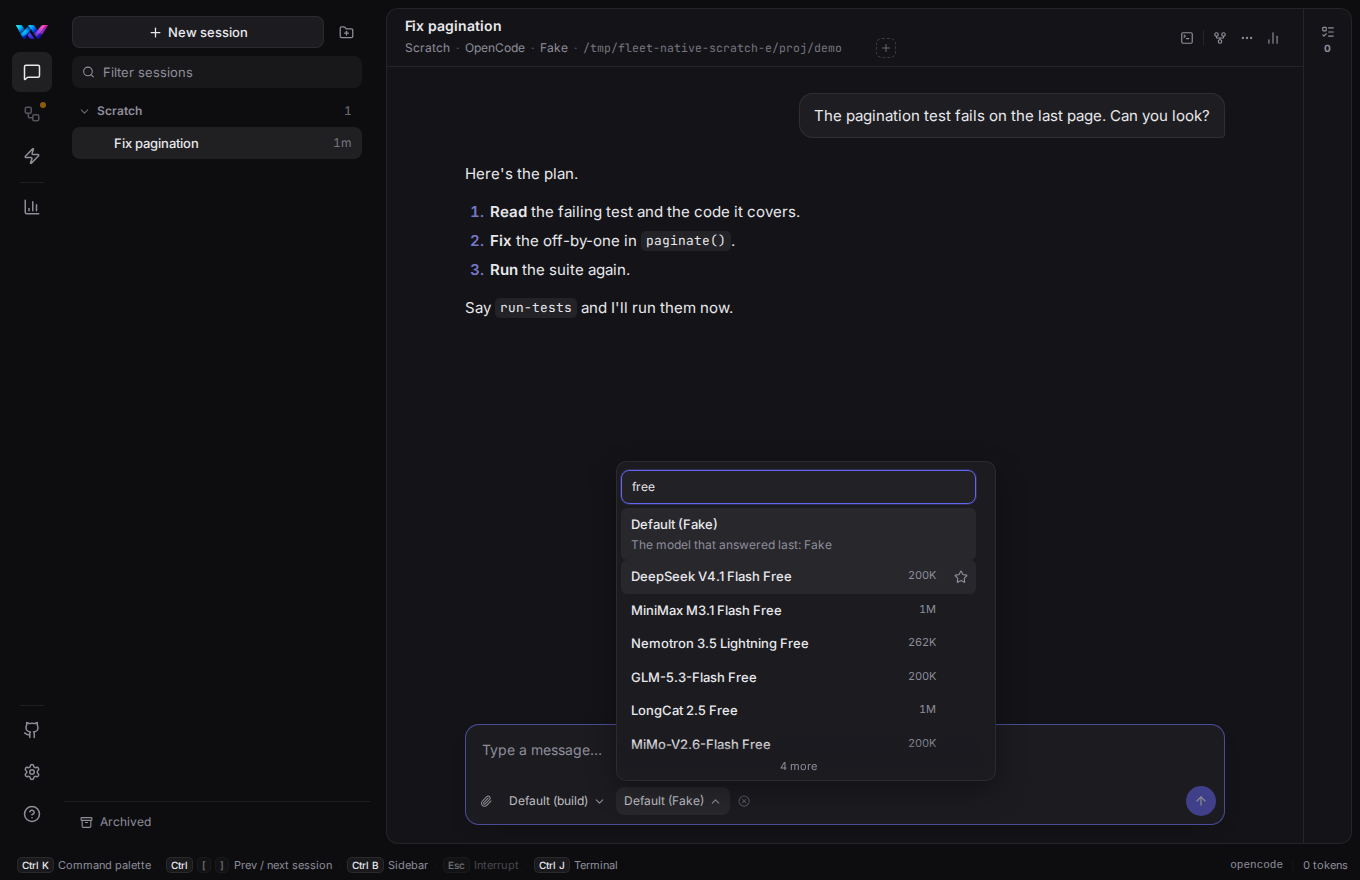 New session
Filter sessions
Scratch 1
Fix pagination 1m
Archived
Fix pagination
Scratch · OpenCode · Fake · /tmp/fleet-native-scratch-e/proj/demo
0
The pagination test fails on the last page. Can you look?
Here's the plan.
1. Read the failing test and the code it covers.
2. Fix the off-by-one in paginate().
3. Run the suite again.
Say run-tests and I'll run them now.
free
Default (Fake)
The model that answered last: Fake
DeepSeek V4.1 Flash Free 200K
MiniMax M3.1 Flash Free 1M
Nemotron 3.5 Lightning Free 262K
GLM-5.3-Flash Free 200K
LongCat 2.5 Free 1M
MiMo-V2.6-Flash Free 200K
4 more
Type a message...
Default (build) Default (Fake)
Ctrl K Command palette Ctrl [ ] Prev / next session Ctrl B Sidebar Esc Interrupt Ctrl J Terminal opencode 0 tokens